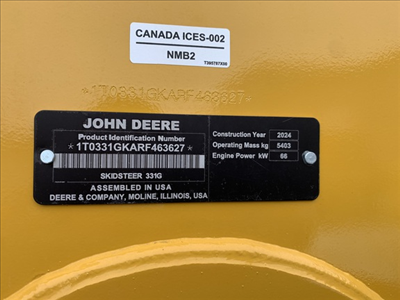 CANADA ICES-002
NMB2
*1T0331GKARF463627*
JOHN DEERE
Product Identification Number
*1T0331GKARF463627*
SKIDSTEER 331G
ASSEMBLED IN USA
DEERE & COMPANY, MOLINE, ILLINOIS, USA
Construction Year 2024
Operating Mass kg 5403
Engine Power kW 66